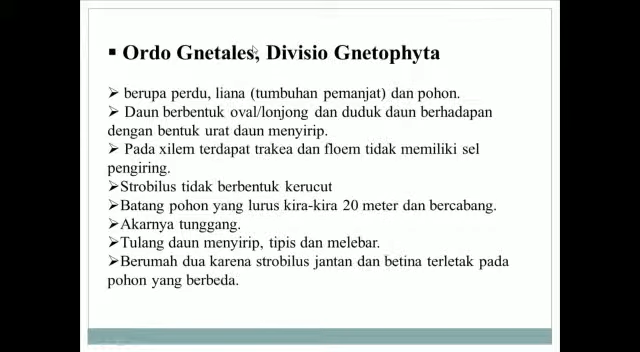 ▪ Ordo Gnetales, Divisio Gnetophyta
➢ berupa perdu, liana (tumbuhan pemanjat) dan pohon.
➢ Daun berbentuk oval/lonjong dan duduk daun berhadapan
dengan bentuk urat daun menyirip.
➢ Pada xilem terdapat trakea dan floem tidak memiliki sel
pengiring.
➢Strobilus tidak berbentuk kerucut
➢Batang pohon yang lurus kira-kira 20 meter dan bercabang.
➢Akarnya tunggang.
➢Tulang daun menyirip, tipis dan melebar.
➢Berumah dua karena strobilus jantan dan betina terletak pada
pohon yang berbeda.